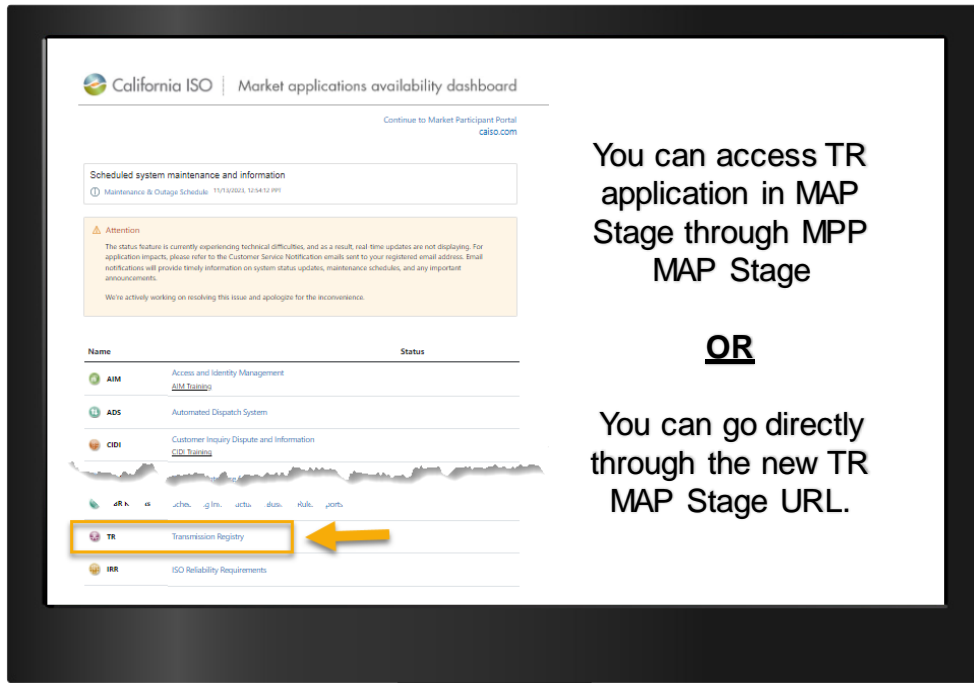 California ISO | Market applications availability dashboard
Continue to Market Participant Portal
caiso.com
Scheduled system maintenance and information
Maintenance & Outage Schedule 11/13/2023, 12:54:12 PPT
Attention
The status feature is currently experiencing technical difficulties, and as a result, real-time updates are not displaying. For
application impacts, please refer to the Customer Service Notification emails sent to your registered email address. Email
notifications will provide timely information on system status updates, maintenance schedules, and any important
announcements.
We're actively working on resolving this issue and apologize for the inconvenience.
Name Status
AIM Access and Identity Management
AIM Training
ADS Automated Dispatch System
CIDI Customer Inquiry Dispute and Information
CIDI Training
TR Transmission Registry
IRR ISO Reliability Requirements
You can access TR
application in MAP
Stage through MPP
MAP Stage
OR
You can go directly
through the new TR
MAP Stage URL.